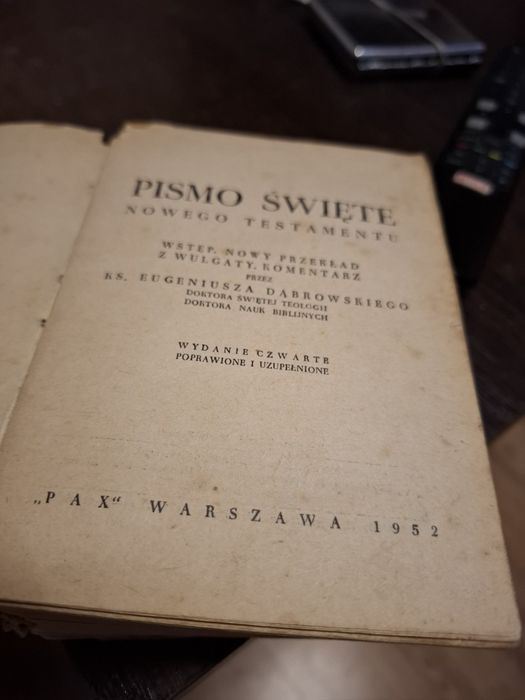 PISMO ŚWIĘTE
NOWEGO TESTAMENTU
WSTĘP, NOWY PRZEKŁAD
Z WULGATY, KOMENTARZ
PRZEZ
KS. EUGENIUSZA DĄBROWSKIEGO
DOKTORA ŚWIĘTEJ TEOLOGII
DOKTORA NAUK BIBLIJNYCH
WYDANIE CZWARTE
POPRAWIONE I UZUPEŁNIONE
„PAX“ WARSZAWA 1952